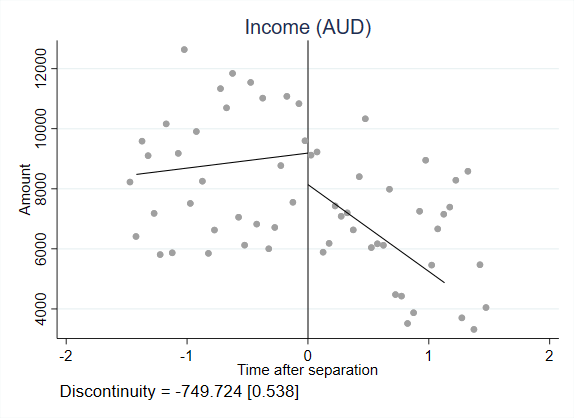 Income (AUD)
12000
10000
8000
6000
4000
Amount
-2 -1 0 1 2
Time after separation
Discontinuity = -749.724 [0.538]